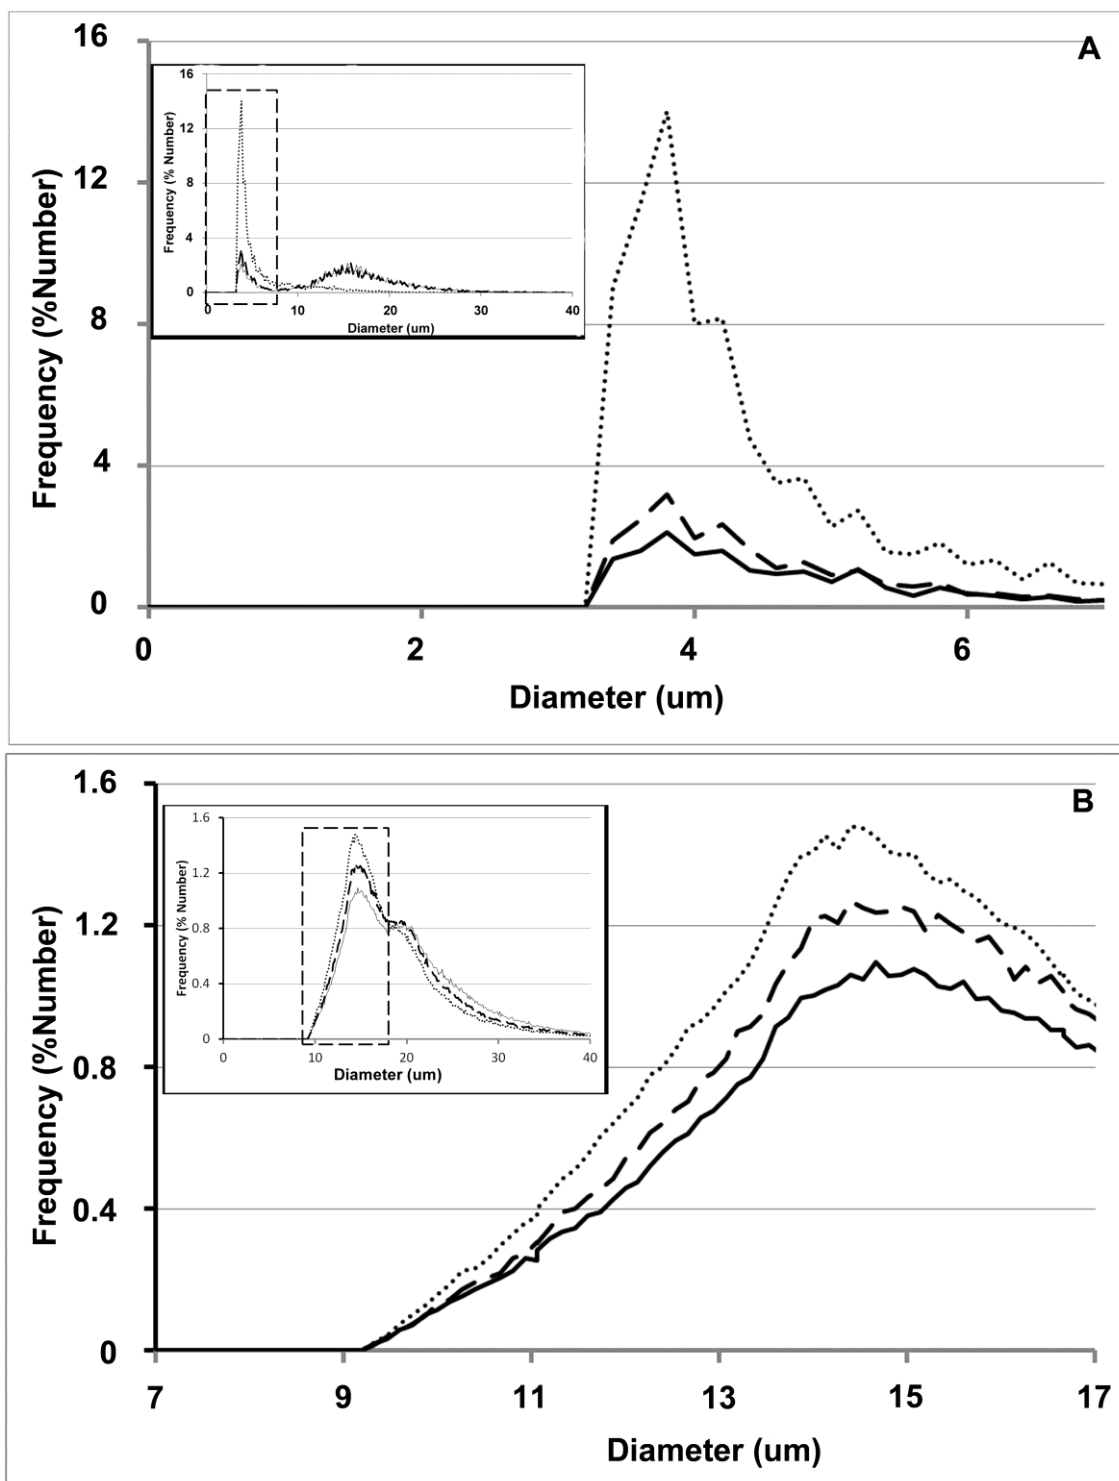 A
16
12
8
4
0
Frequency (%Number)
0 2 4 6
Diameter (um)
16
12
8
4
0
Frequency (% Number)
0 10 20 30 40
Diameter (um)
B
1.6
1.2
0.8
0.4
0
Frequency (%Number)
7 9 11 13 15 17
Diameter (um)
1.6
1.2
0.8
0.4
0
Frequency (% Number)
0 10 20 30 40
Diameter (um)